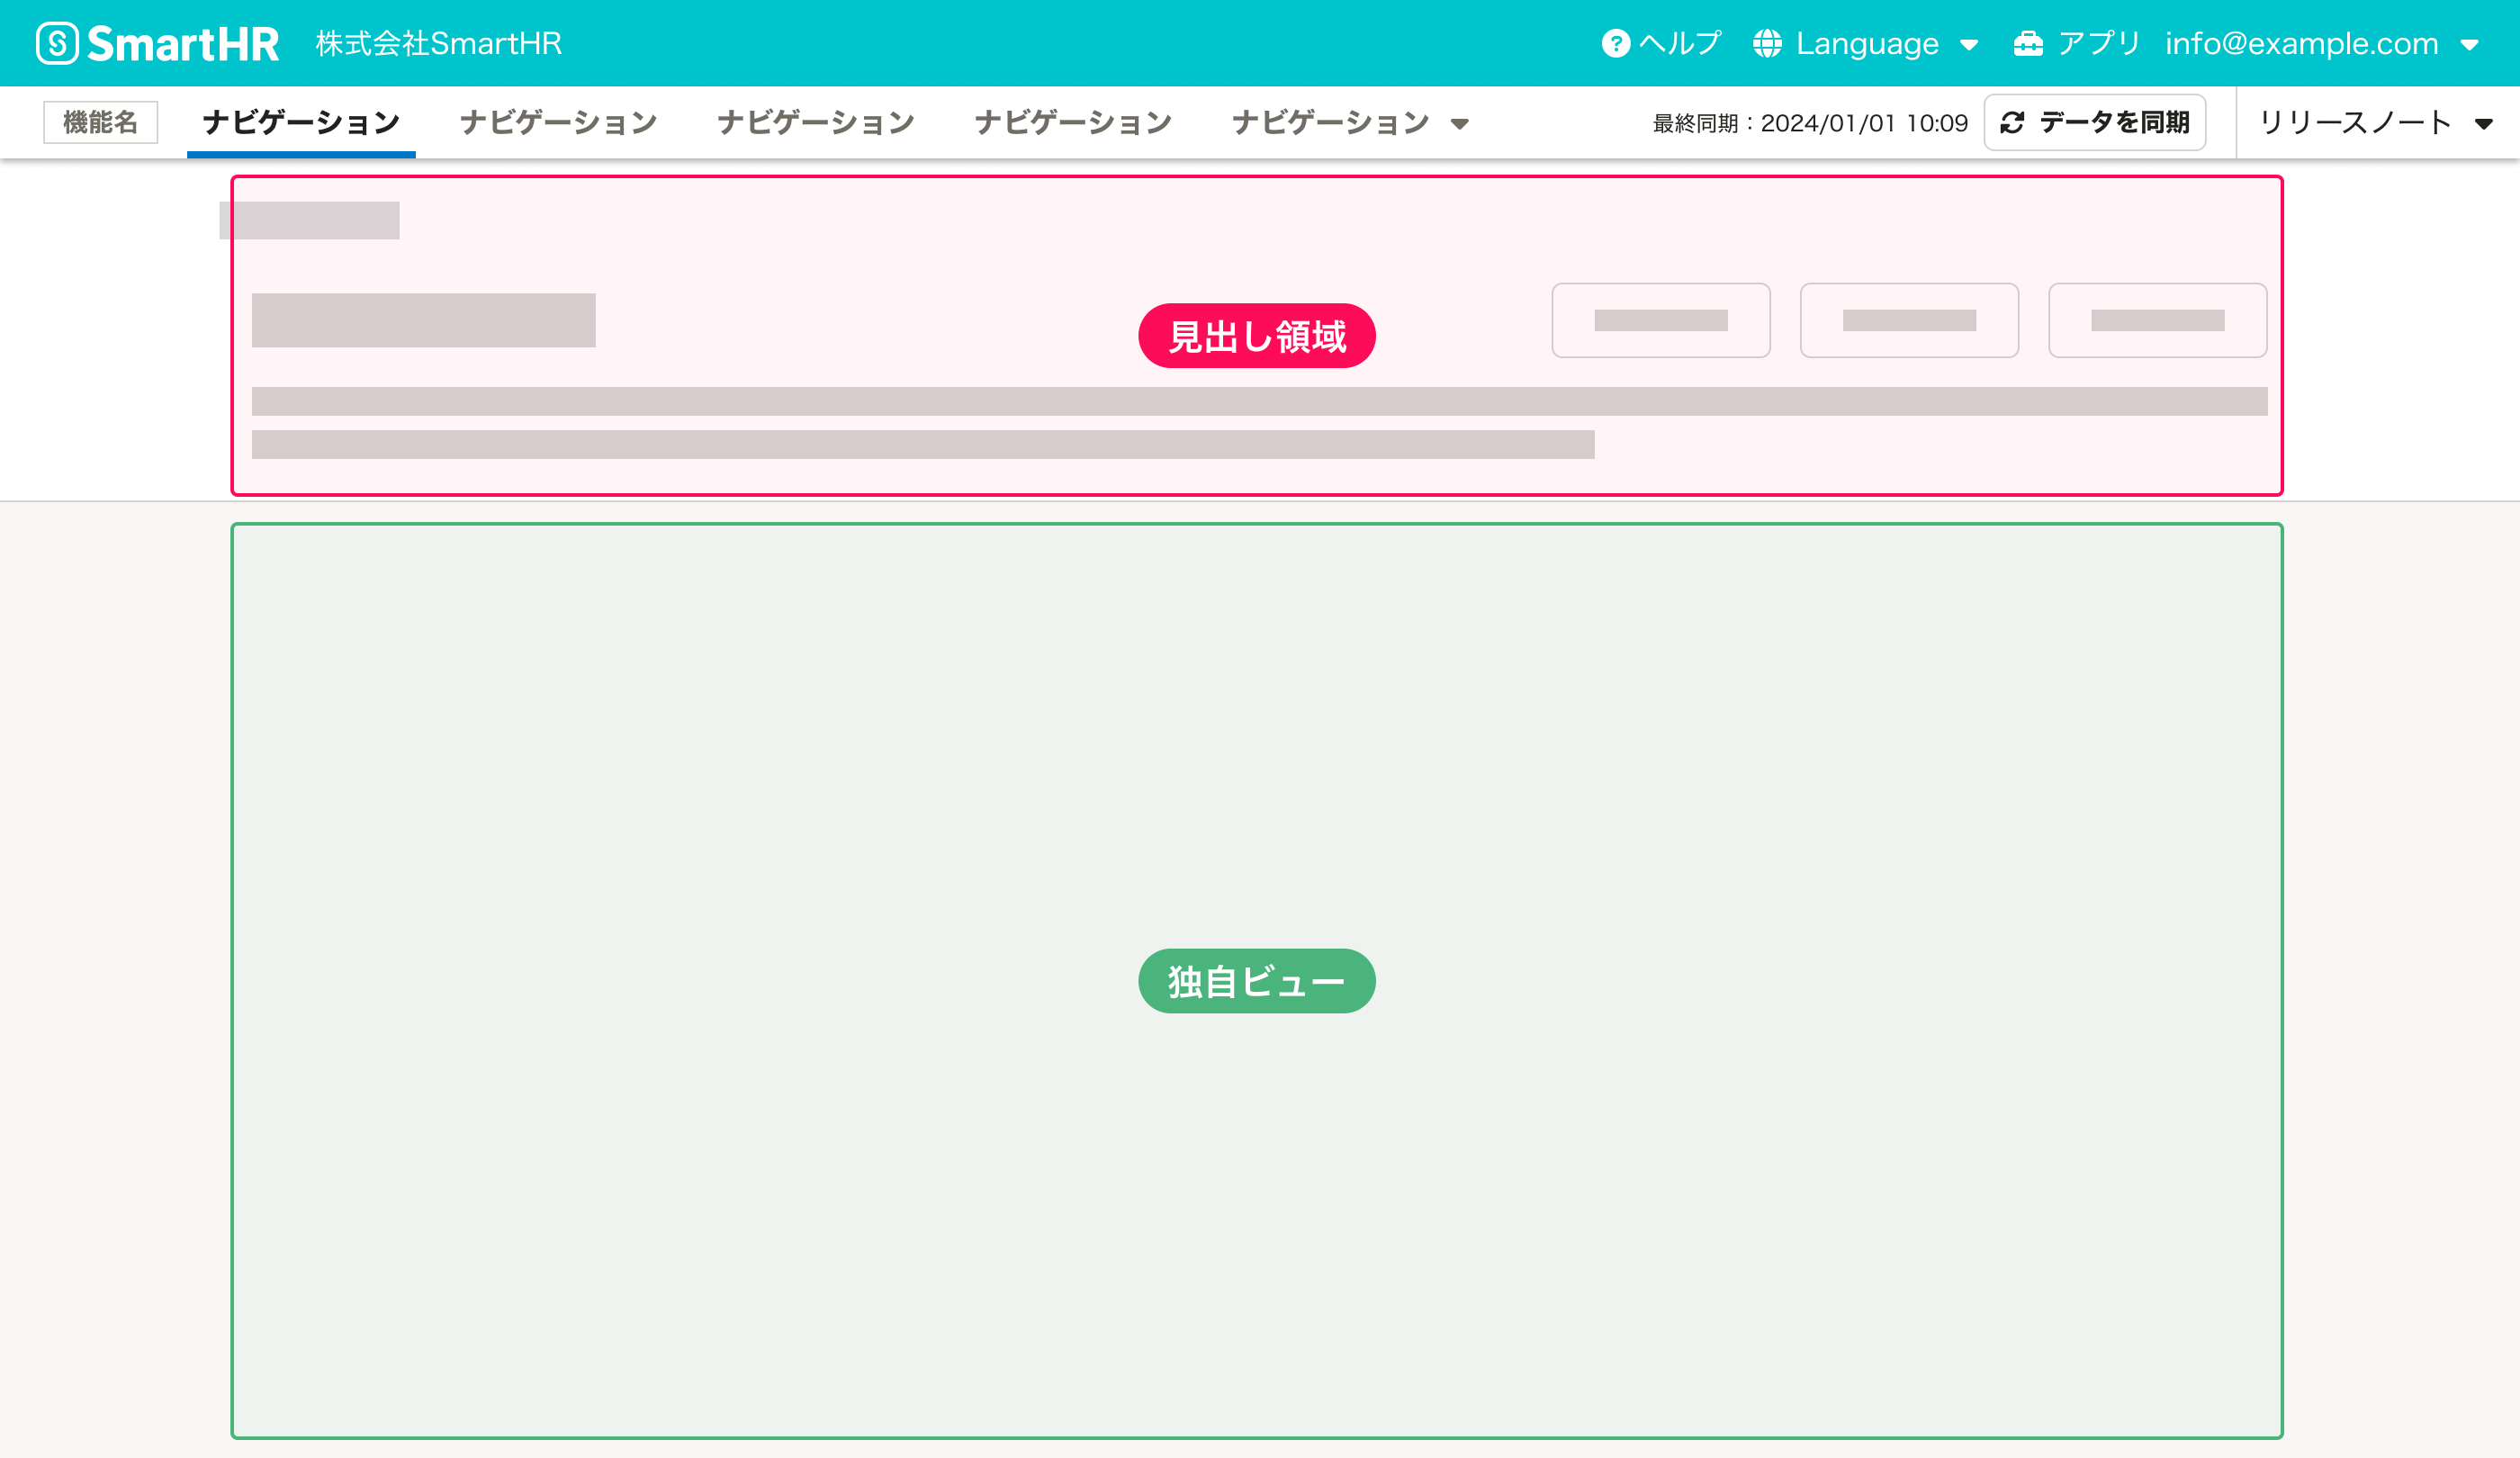 SmartHR 株式会社SmartHR ヘルプ Language アプリ info@example.com
機能名 ナビゲーション ナビゲーション ナビゲーション ナビゲーション ナビゲーション 最終同期：2024/01/01 10:09 データを同期 リリースノート
見出し領域
独自ビュー